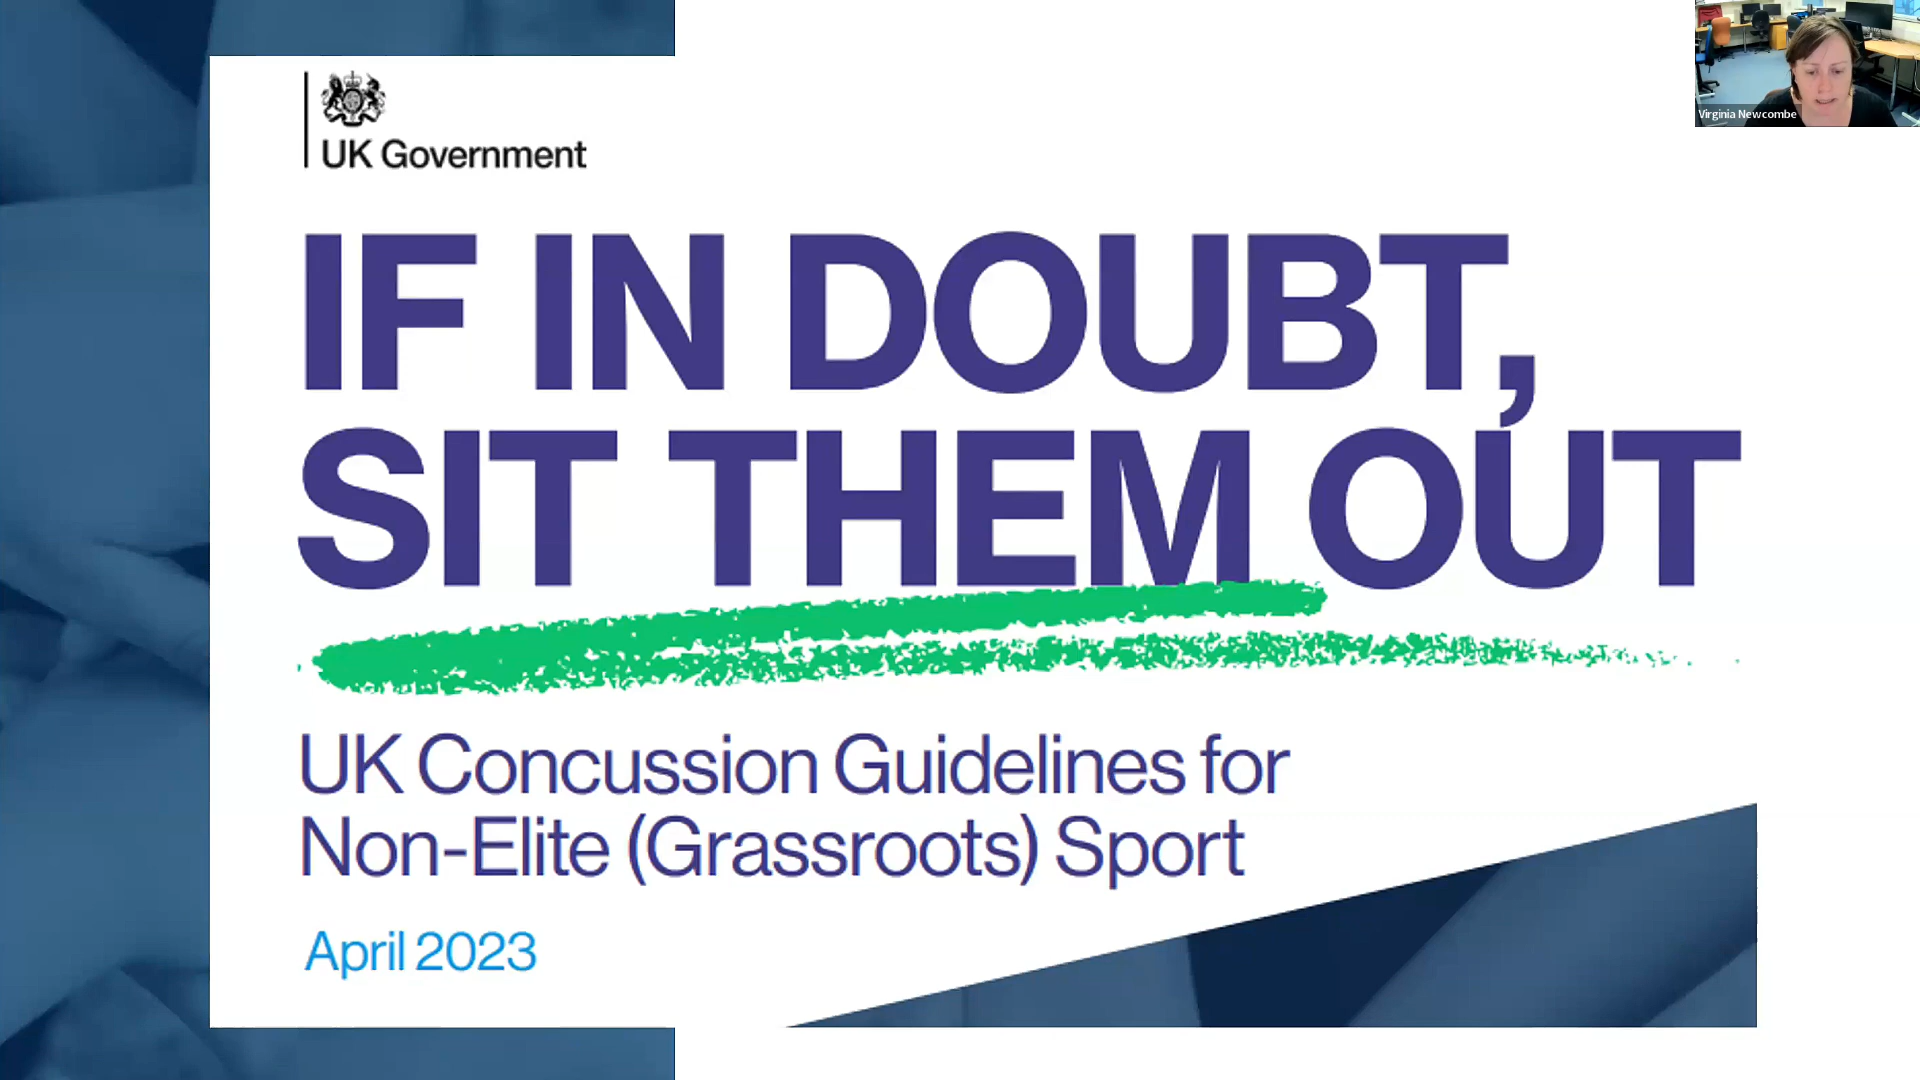 UK Government
IF IN DOUBT,
SIT THEM OUT
UK Concussion Guidelines for
Non-Elite (Grassroots) Sport
April 2023
Virginia Newcombe